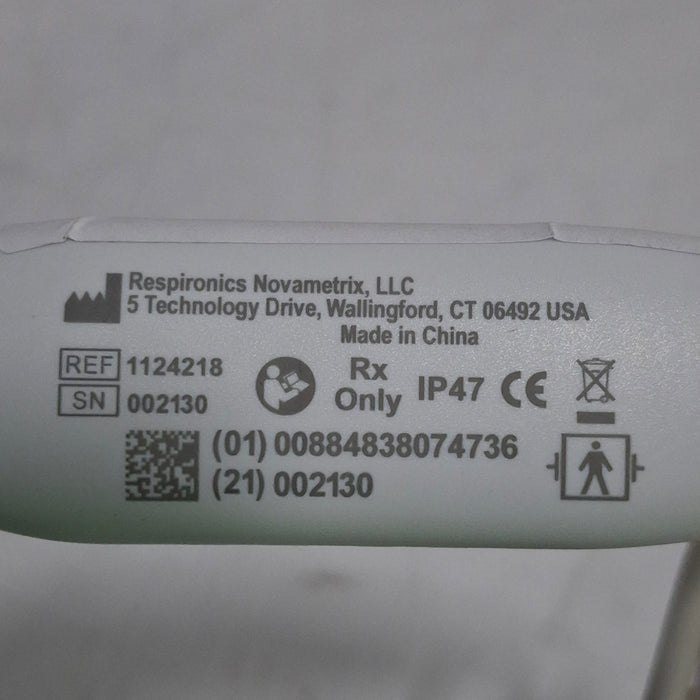 Respironics Novametrix, LLC
5 Technology Drive, Wallingford, CT 06492 USA
Made in China
REF 1124218
SN 002130
Rx
Only
IP47
CE
(01) 00884838074736
(21) 002130